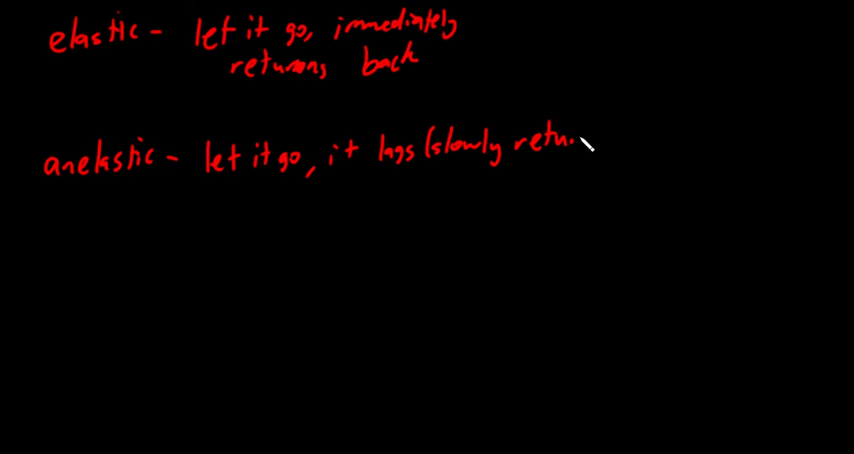 elastic - let it go, immediately
returns back
anelastic - let it go, it lags (slowly retu